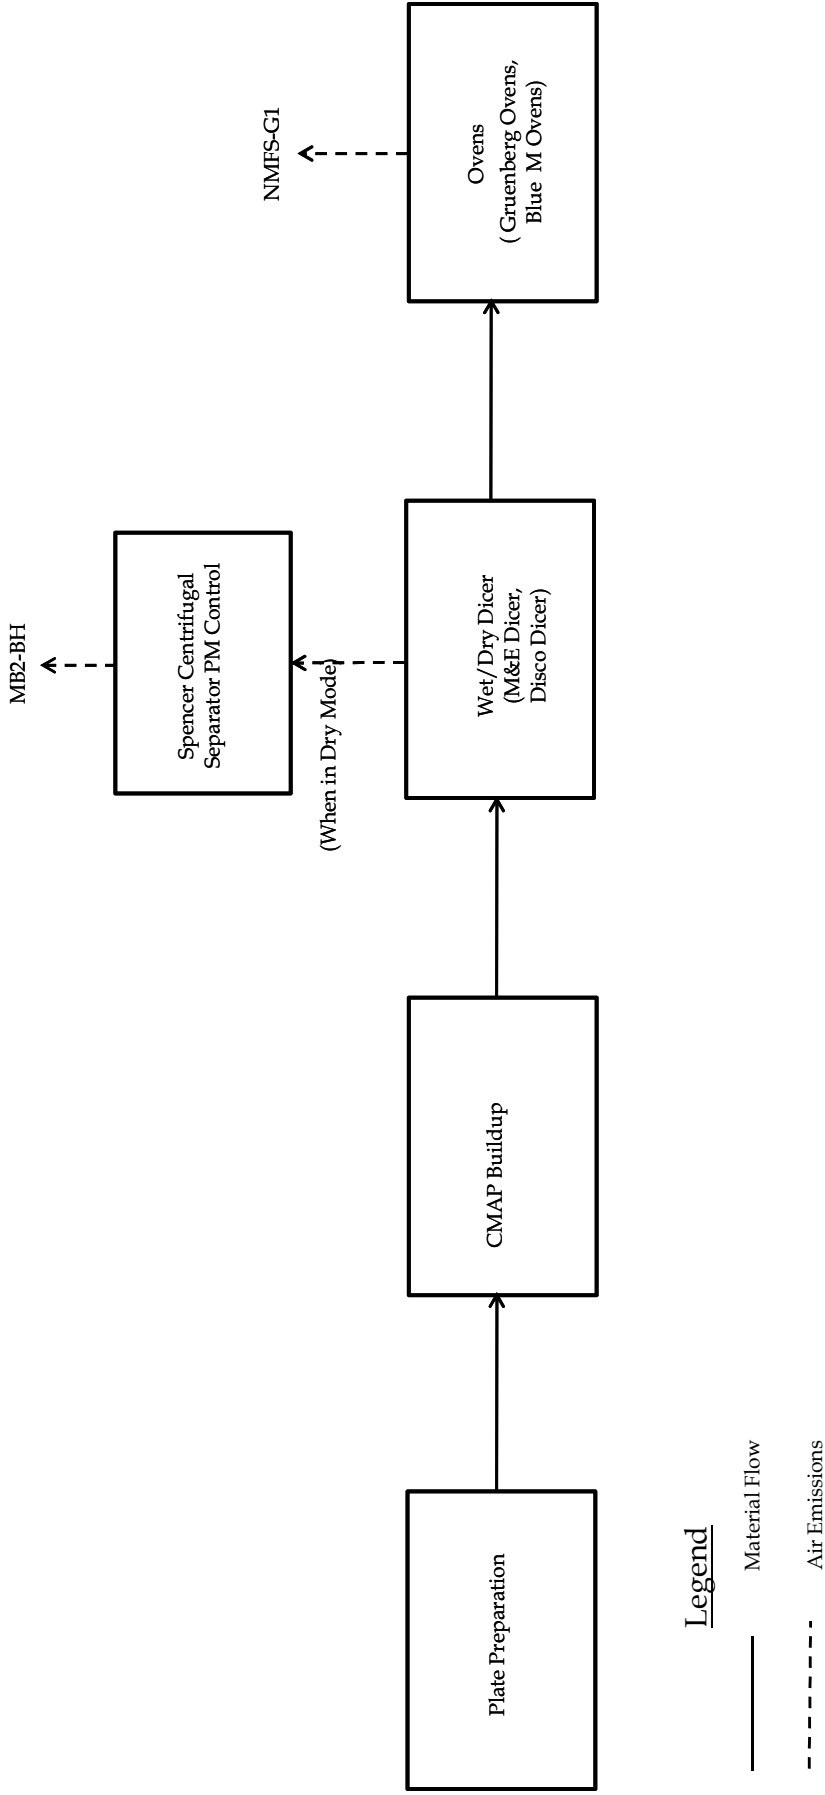 MB2-BH
NMFS-G1
Spencer Centrifugal
Separator PM Control
(When in Dry Mode)
Plate Preparation
CMAP Buildup
Wet/Dry Dicer
(M&E Dicer,
Disco Dicer)
Ovens
( Gruenberg Ovens,
Blue M Ovens)
Legend
Material Flow
Air Emissions